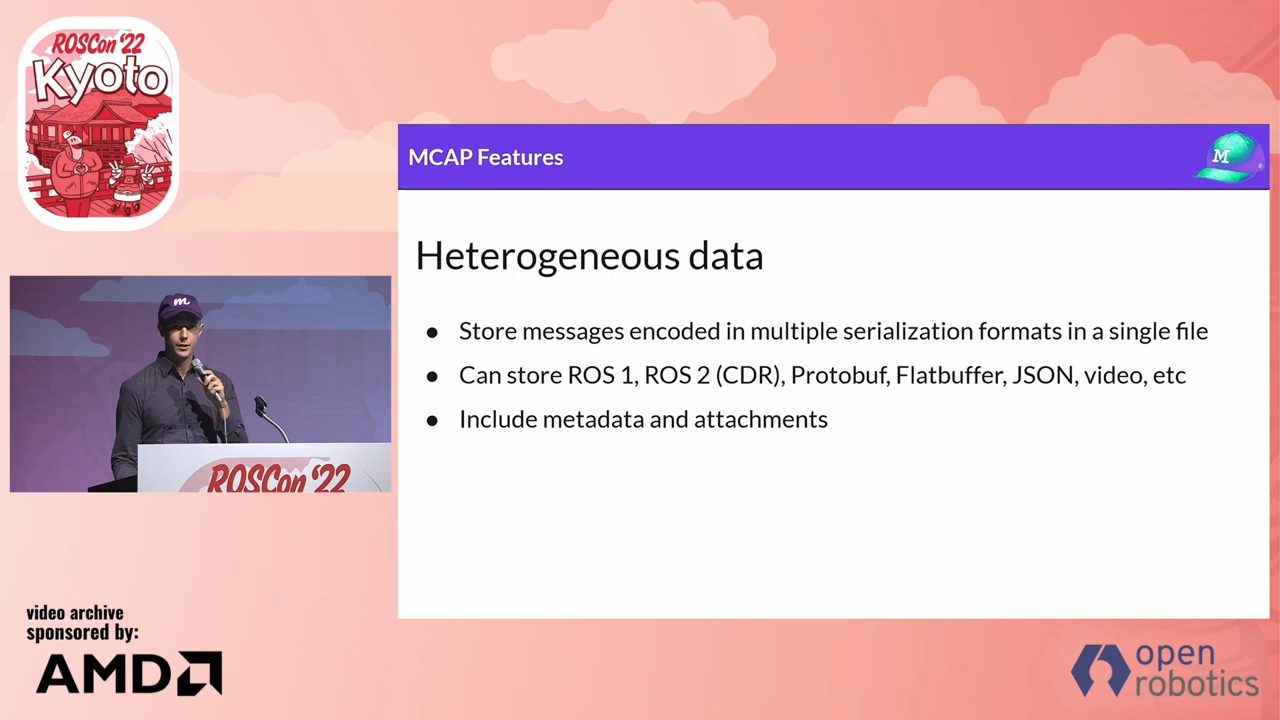 ROSCon '22
Kyoto
MCAP Features
M
Heterogeneous data
● Store messages encoded in multiple serialization formats in a single file
● Can store ROS 1, ROS 2 (CDR), Protobuf, Flatbuffer, JSON, video, etc
● Include metadata and attachments
m
ROSCon '22
video archive
sponsored by:
AMD
open
robotics